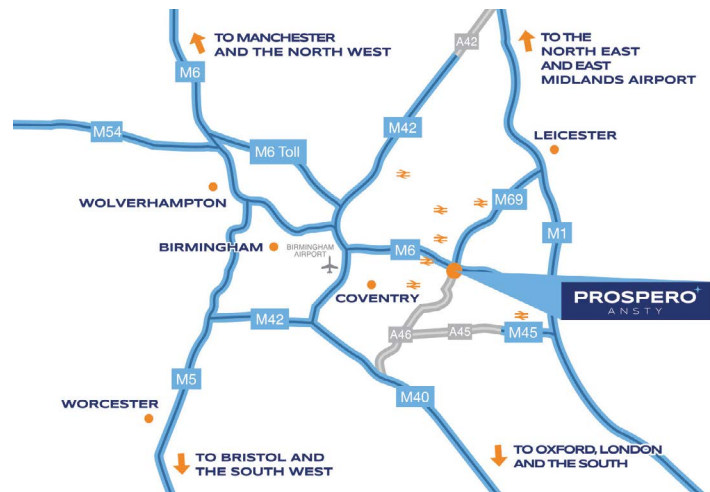 TO MANCHESTER
AND THE NORTH WEST
A42
TO THE
NORTH EAST
AND EAST
MIDLANDS AIRPORT
M6
M54
M6 Toll
M42
LEICESTER
WOLVERHAMPTON
M69
M1
BIRMINGHAM
BIRMINGHAM
AIRPORT
M6
COVENTRY
PROSPERO
ANSTY
M42
A46
A45
M45
M5
M40
WORCESTER
TO BRISTOL AND
THE SOUTH WEST
TO OXFORD, LONDON
AND THE SOUTH